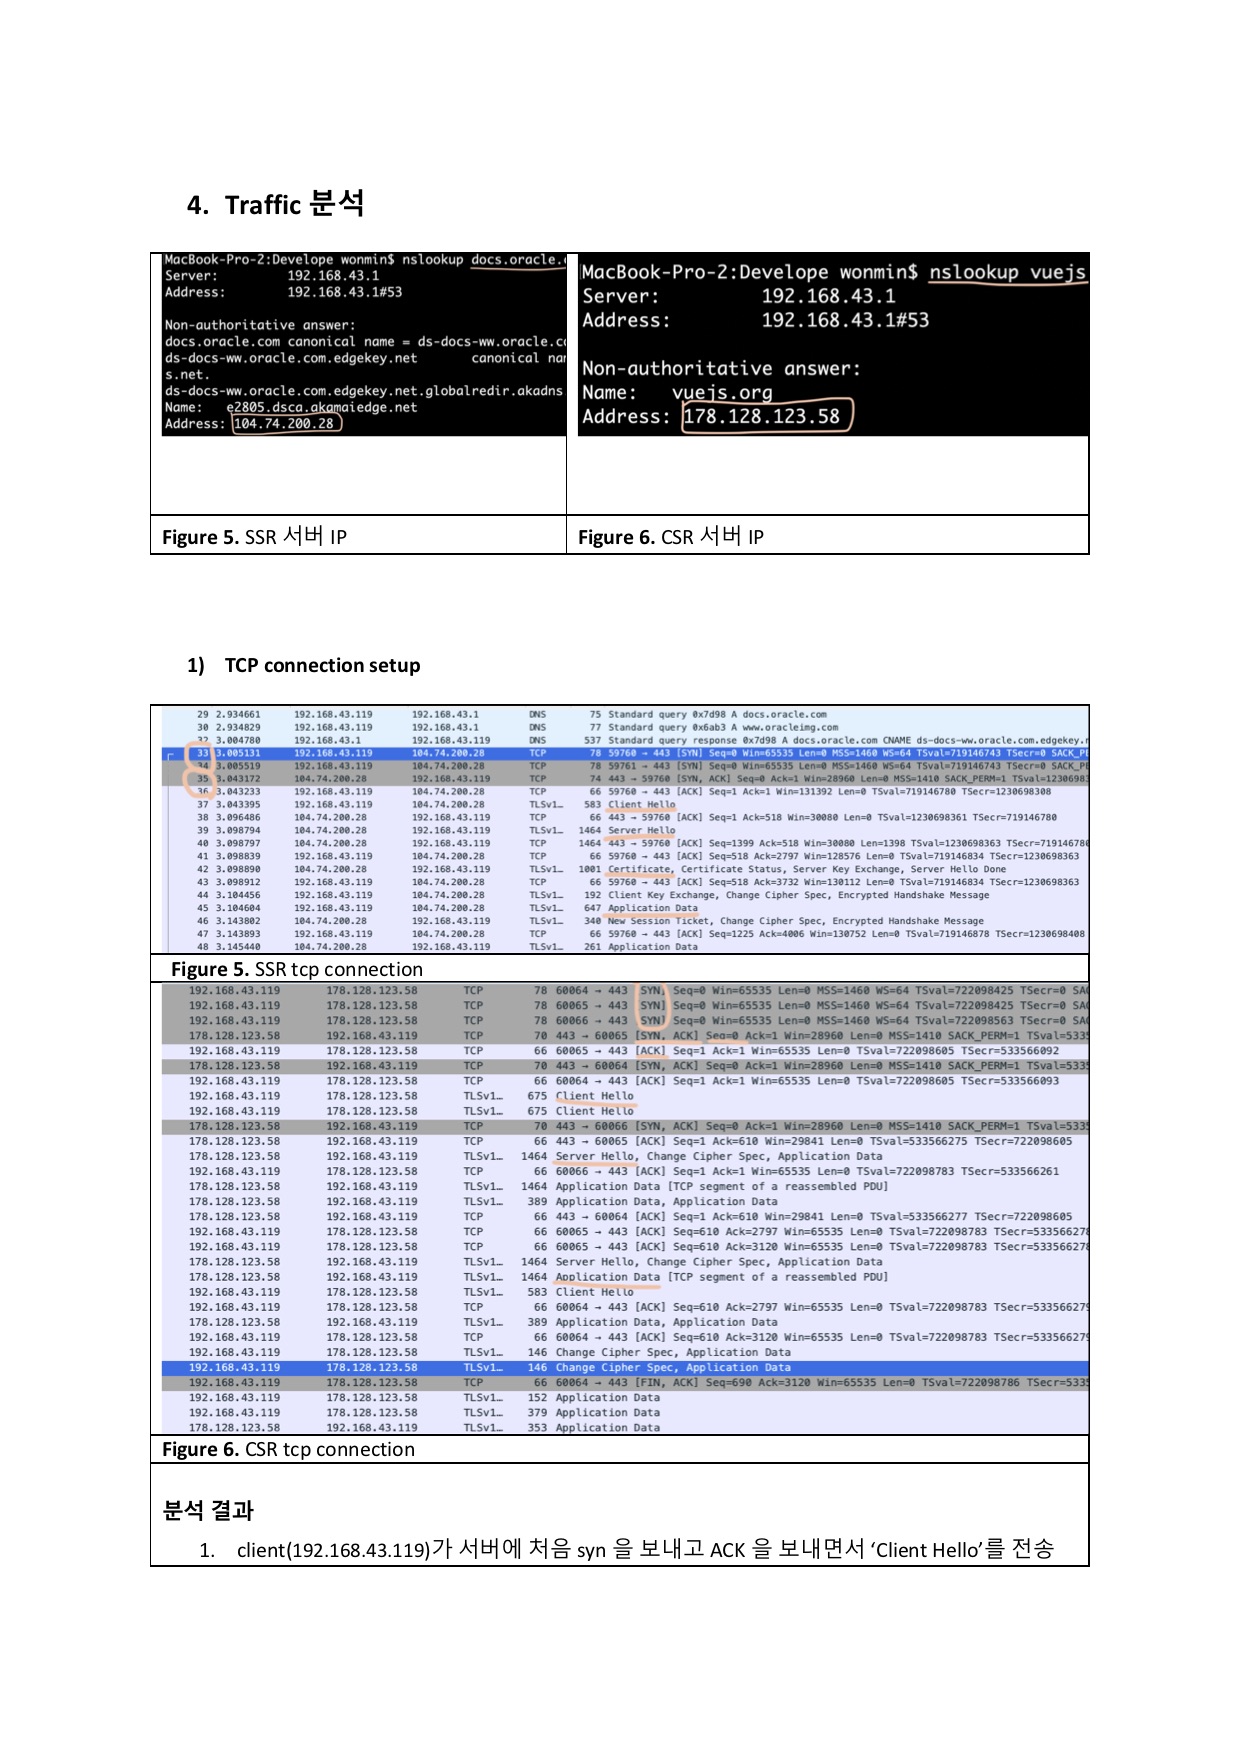 4. Traffic 분석
MacBook-Pro-2:Develope wonmin$ nslookup docs.oracle.
Server: 192.168.43.1
Address: 192.168.43.1#53
Non-authoritative answer:
docs.oracle.com canonical name = ds-docs-ww.oracle.c
ds-docs-ww.oracle.com.edgekey.net canonical nam
s.net.
ds-docs-ww.oracle.com.edgekey.net.globalredir.akadns
Name: e2805.dsca.akamaiedge.net
Address: 104.74.200.28
MacBook-Pro-2:Develope wonmin$ nslookup vuejs
Server: 192.168.43.1
Address: 192.168.43.1#53
Non-authoritative answer:
Name: vuejs.org
Address: 178.128.123.58
Figure 5. SSR 서버 IP
Figure 6. CSR 서버 IP
1) TCP connection setup
29 2.934661 192.168.43.119 192.168.43.1 DNS 75 Standard query 0x7d98 A docs.oracle.com
30 2.934829 192.168.43.119 192.168.43.1 DNS 77 Standard query 0x6ab3 A www.oracleimg.com
32 3.004780 192.168.43.1 192.168.43.119 DNS 537 Standard query response 0x7d98 A docs.oracle.com CNAME ds-docs-ww.oracle.com.edgekey.n
33 3.005131 192.168.43.119 104.74.200.28 TCP 78 59760 → 443 [SYN] Seq=0 Win=65535 Len=0 MSS=1460 WS=64 TSval=719146743 TSecr=0 SACK_PE
34 3.005519 192.168.43.119 104.74.200.28 TCP 78 59761 → 443 [SYN] Seq=0 Win=65535 Len=0 MSS=1460 WS=64 TSval=719146743 TSecr=0 SACK_PE
35 3.043172 104.74.200.28 192.168.43.119 TCP 74 443 → 59760 [SYN, ACK] Seq=0 Ack=1 Win=28960 Len=0 MSS=1410 SACK_PERM=1 TSval=1230698
36 3.043233 192.168.43.119 104.74.200.28 TCP 66 59760 → 443 [ACK] Seq=1 Ack=1 Win=131392 Len=0 TSval=719146780 TSecr=1230698308
37 3.043395 192.168.43.119 104.74.200.28 TLSv1… 583 Client Hello
38 3.096486 104.74.200.28 192.168.43.119 TCP 66 443 → 59760 [ACK] Seq=1 Ack=518 Win=30080 Len=0 TSval=1230698361 TSecr=719146780
39 3.098794 104.74.200.28 192.168.43.119 TLSv1… 1464 Server Hello
40 3.098797 104.74.200.28 192.168.43.119 TCP 1464 443 → 59760 [ACK] Seq=1399 Ack=518 Win=30080 Len=1398 TSval=1230698363 TSecr=719146780
41 3.098839 192.168.43.119 104.74.200.28 TCP 66 59760 → 443 [ACK] Seq=518 Ack=2797 Win=128576 Len=0 TSval=719146834 TSecr=1230698363
42 3.098890 104.74.200.28 192.168.43.119 TLSv1… 1001 Certificate, Certificate Status, Server Key Exchange, Server Hello Done
43 3.098912 192.168.43.119 104.74.200.28 TCP 66 59760 → 443 [ACK] Seq=518 Ack=3732 Win=130112 Len=0 TSval=719146834 TSecr=1230698363
44 3.104456 192.168.43.119 104.74.200.28 TLSv1… 192 Client Key Exchange, Change Cipher Spec, Encrypted Handshake Message
45 3.104604 192.168.43.119 104.74.200.28 TLSv1… 647 Application Data
46 3.143802 104.74.200.28 192.168.43.119 TLSv1… 340 New Session Ticket, Change Cipher Spec, Encrypted Handshake Message
47 3.143893 192.168.43.119 104.74.200.28 TCP 66 59760 → 443 [ACK] Seq=1225 Ack=4006 Win=130752 Len=0 TSval=719146878 TSecr=1230698408
48 3.145440 104.74.200.28 192.168.43.119 TLSv1… 261 Application Data
Figure 5. SSR tcp connection
192.168.43.119 178.128.123.58 TCP 78 60064 → 443 [SYN] Seq=0 Win=65535 Len=0 MSS=1460 WS=64 TSval=722098425 TSecr=0 SA
192.168.43.119 178.128.123.58 TCP 78 60065 → 443 [SYN] Seq=0 Win=65535 Len=0 MSS=1460 WS=64 TSval=722098425 TSecr=0 SA
192.168.43.119 178.128.123.58 TCP 78 60066 → 443 [SYN] Seq=0 Win=65535 Len=0 MSS=1460 WS=64 TSval=722098563 TSecr=0 SA
178.128.123.58 192.168.43.119 TCP 70 443 → 60065 [SYN, ACK] Seq=0 Ack=1 Win=28960 Len=0 MSS=1410 SACK_PERM=1 TSval=533
192.168.43.119 178.128.123.58 TCP 66 60065 → 443 [ACK] Seq=1 Ack=1 Win=65535 Len=0 TSval=722098605 TSecr=533566092
178.128.123.58 192.168.43.119 TCP 70 443 → 60064 [SYN, ACK] Seq=0 Ack=1 Win=28960 Len=0 MSS=1410 SACK_PERM=1 TSval=533
192.168.43.119 178.128.123.58 TCP 66 60064 → 443 [ACK] Seq=1 Ack=1 Win=65535 Len=0 TSval=722098605 TSecr=533566093
192.168.43.119 178.128.123.58 TLSv1… 675 Client Hello
192.168.43.119 178.128.123.58 TLSv1… 675 Client Hello
178.128.123.58 192.168.43.119 TCP 70 443 → 60066 [SYN, ACK] Seq=0 Ack=1 Win=28960 Len=0 MSS=1410 SACK_PERM=1 TSval=533
178.128.123.58 192.168.43.119 TCP 66 443 → 60065 [ACK] Seq=1 Ack=610 Win=29841 Len=0 TSval=533566275 TSecr=722098605
178.128.123.58 192.168.43.119 TLSv1… 1464 Server Hello, Change Cipher Spec, Application Data
192.168.43.119 178.128.123.58 TCP 66 60066 → 443 [ACK] Seq=1 Ack=1 Win=65535 Len=0 TSval=722098783 TSecr=533566261
178.128.123.58 192.168.43.119 TLSv1… 1464 Application Data [TCP segment of a reassembled PDU]
178.128.123.58 192.168.43.119 TLSv1… 389 Application Data, Application Data
178.128.123.58 192.168.43.119 TCP 66 443 → 60064 [ACK] Seq=1 Ack=610 Win=29841 Len=0 TSval=533566277 TSecr=722098605
192.168.43.119 178.128.123.58 TCP 66 60065 → 443 [ACK] Seq=610 Ack=2797 Win=65535 Len=0 TSval=722098783 TSecr=53356627
192.168.43.119 178.128.123.58 TCP 66 60065 → 443 [ACK] Seq=610 Ack=3120 Win=65535 Len=0 TSval=722098783 TSecr=53356627
178.128.123.58 192.168.43.119 TLSv1… 1464 Server Hello, Change Cipher Spec, Application Data
178.128.123.58 192.168.43.119 TLSv1… 1464 Application Data [TCP segment of a reassembled PDU]
192.168.43.119 178.128.123.58 TLSv1… 583 Client Hello
192.168.43.119 178.128.123.58 TCP 66 60064 → 443 [ACK] Seq=610 Ack=2797 Win=65535 Len=0 TSval=722098783 TSecr=533566279
178.128.123.58 192.168.43.119 TLSv1… 389 Application Data, Application Data
192.168.43.119 178.128.123.58 TCP 66 60064 → 443 [ACK] Seq=610 Ack=3120 Win=65535 Len=0 TSval=722098783 TSecr=533566279
192.168.43.119 178.128.123.58 TLSv1… 146 Change Cipher Spec, Application Data
192.168.43.119 178.128.123.58 TLSv1… 146 Change Cipher Spec, Application Data
192.168.43.119 178.128.123.58 TCP 66 60064 → 443 [FIN, ACK] Seq=690 Ack=3120 Win=65535 Len=0 TSval=722098786 TSecr=533
192.168.43.119 178.128.123.58 TLSv1… 152 Application Data
192.168.43.119 178.128.123.58 TLSv1… 379 Application Data
178.128.123.58 192.168.43.119 TLSv1… 353 Application Data
Figure 6. CSR tcp connection
분석 결과
1. client(192.168.43.119)가 서버에 처음 syn 을 보내고 ACK 을 보내면서 ‘Client Hello’를 전송